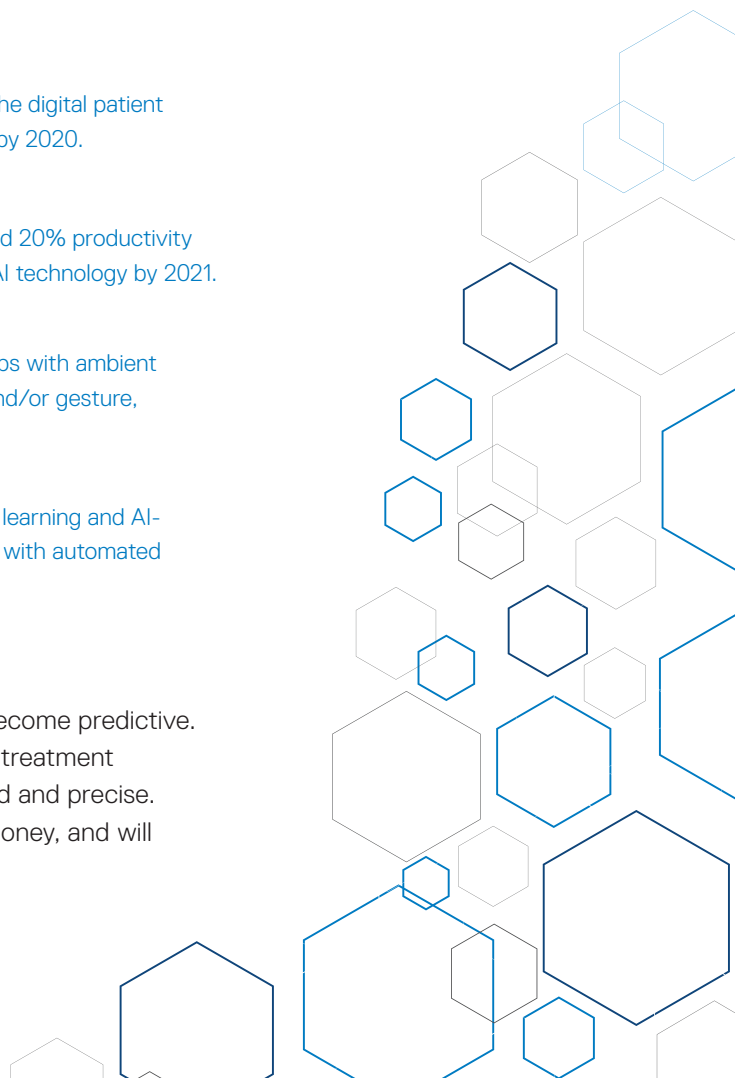 he digital patient
by 2020.
d 20% productivity
AI technology by 2021.
with ambient
nd/or gesture,
learning and AI-
with automated
ecome predictive.
treatment
d and precise.
oney, and will